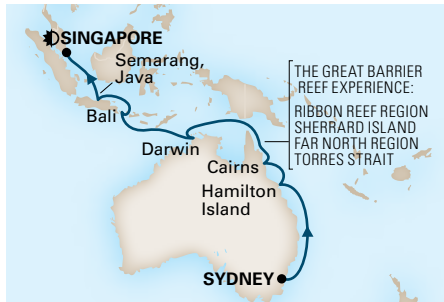 SINGAPORE
Semarang,
Java
THE GREAT BARRIER
REEF EXPERIENCE:
RIBBON REEF REGION
SHERRARD ISLAND
FAR NORTH REGION
TORRES STRAIT
Bali
Darwin
Cairns
Hamilton
Island
SYDNEY